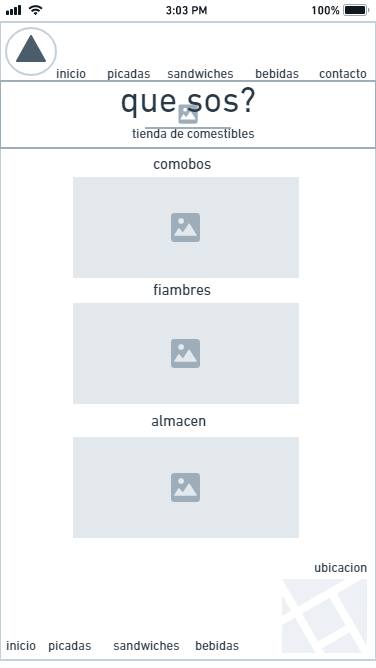 3:03 PM 100%
inicio picadas sandwiches bebidas contacto
que sos?
tienda de comestibles
comobos
fiambres
almacen
ubicacion
inicio picadas sandwiches bebidas